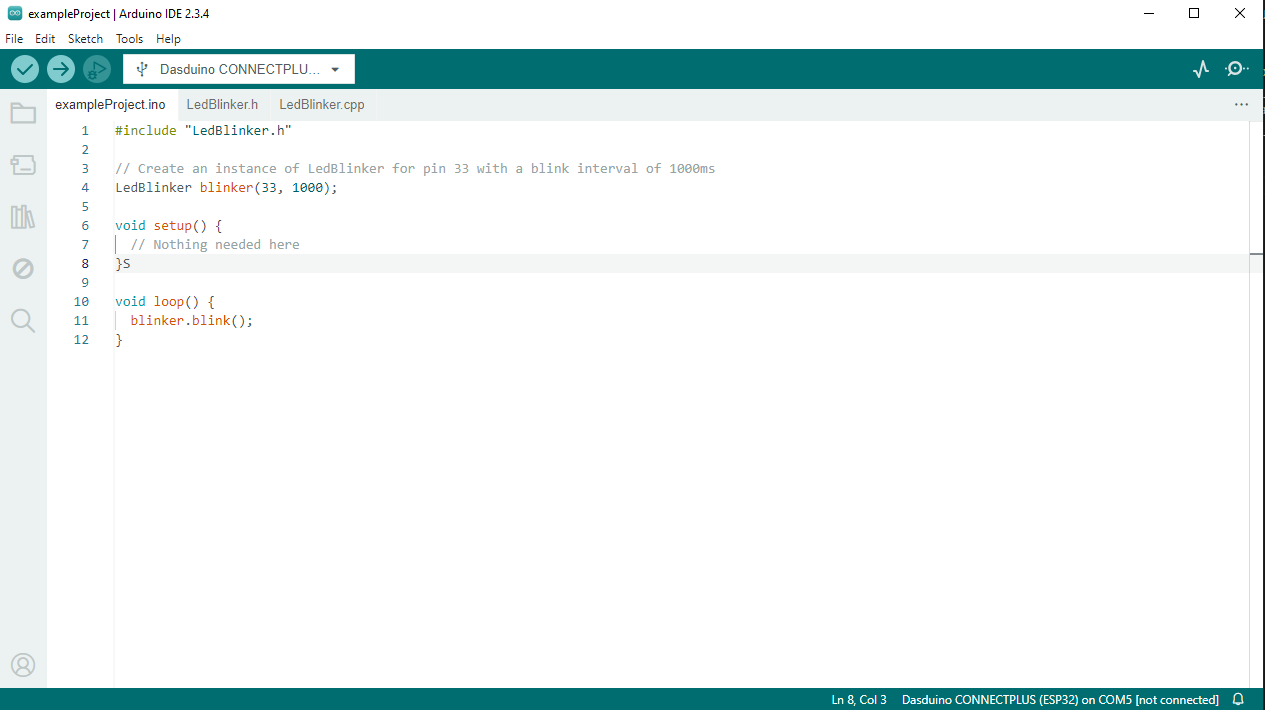 exampleProject | Arduino IDE 2.3.4
File Edit Sketch Tools Help
Dasduino CONNECTPLU...
exampleProject.ino LedBlinker.h LedBlinker.cpp
1 #include "LedBlinker.h"
2
3 // Create an instance of LedBlinker for pin 33 with a blink interval of 1000ms
4 LedBlinker blinker(33, 1000);
5
6 void setup() {
7 // Nothing needed here
8 }S
9
10 void loop() {
11 blinker.blink();
12 }
Ln 8, Col 3 Dasduino CONNECTPLUS (ESP32) on COM5 [not connected]